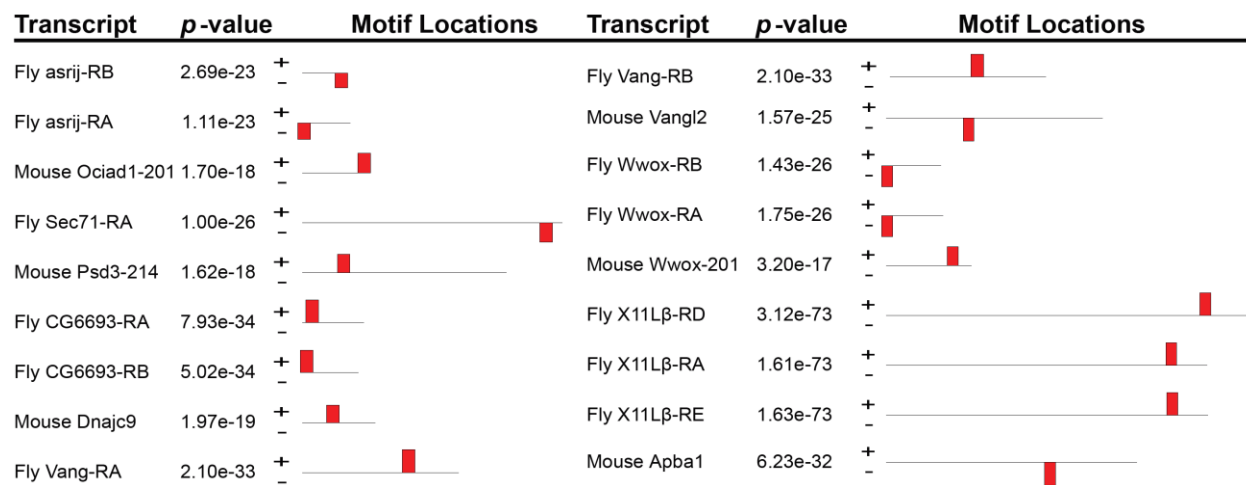 Transcript p-value Motif Locations Transcript p-value Motif Locations
Fly asrij-RB 2.69e-23 + - Fly Vang-RB 2.10e-33 + -
Fly asrij-RA 1.11e-23 + - Mouse Vangl2 1.57e-25 + -
Mouse Ociad1-201 1.70e-18 + - Fly Wwox-RB 1.43e-26 + -
Fly Sec71-RA 1.00e-26 + - Fly Wwox-RA 1.75e-26 + -
Mouse Psd3-214 1.62e-18 + - Mouse Wwox-201 3.20e-17 + -
Fly CG6693-RA 7.93e-34 + - Fly X11Lβ-RD 3.12e-73 + -
Fly CG6693-RB 5.02e-34 + - Fly X11Lβ-RA 1.61e-73 + -
Mouse Dnajc9 1.97e-19 + - Fly X11Lβ-RE 1.63e-73 + -
Fly Vang-RA 2.10e-33 + - Mouse Apba1 6.23e-32 + -